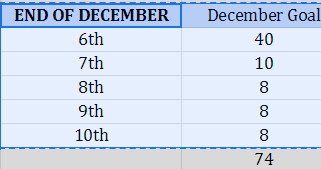 END OF DECEMBER December Goal
6th 40
7th 10
8th 8
9th 8
10th 8
74